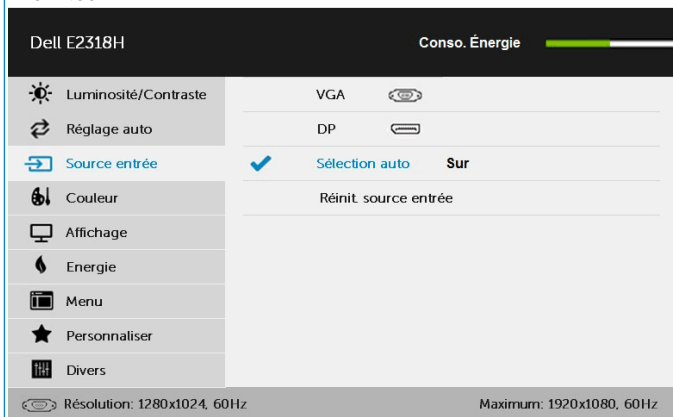 Dell E2318H Conso. Énergie
Luminosité/Contraste VGA
Réglage auto DP
Source entrée Sélection auto Sur
Couleur Réinit. source entrée
Affichage
Energie
Menu
Personnaliser
Divers
Résolution: 1280x1024, 60Hz Maximum: 1920x1080, 60Hz